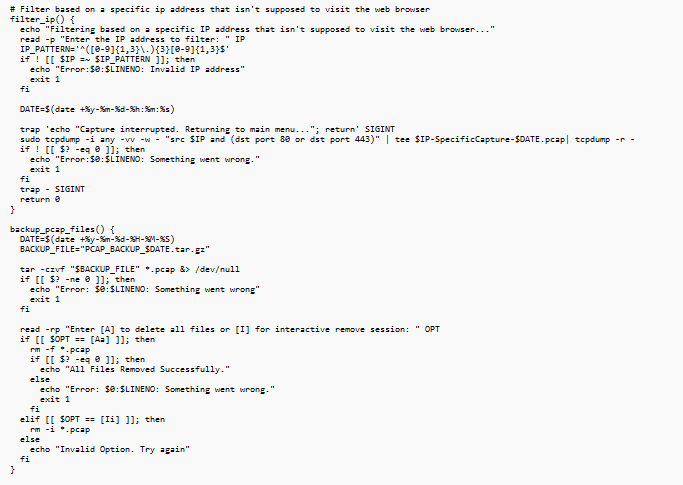 # Filter based on a specific ip address that isn't supposed to visit the web browser
filter_ip() {
  echo "Filtering based on a specific IP address that isn't supposed to visit the web browser..."
  read -p "Enter the IP address to filter: " IP
  IP_PATTERN='^([0-9]{1,3}\.){3}[0-9]{1,3}$'
  if ! [[ $IP =~ $IP_PATTERN ]]; then
    echo "Error:$0:$LINENO: Invalid IP address"
    exit 1
  fi

  DATE=$(date +%y-%m-%d-%h:%m:%s)

  trap 'echo "Capture interrupted. Returning to main menu..."; return' SIGINT
  sudo tcpdump -i any -vv -w - "src $IP and (dst port 80 or dst port 443)" | tee $IP-SpecificCapture-$DATE.pcap| tcpdump -r -
  if ! [[ $? -eq 0 ]]; then
    echo "Error:$0:$LINENO: Something went wrong."
    exit 1
  fi
  trap - SIGINT
  return 0
}

backup_pcap_files() {
  DATE=$(date +%y-%m-%d-%H-%M-%S)
  BACKUP_FILE="PCAP_BACKUP_$DATE.tar.gz"

  tar -czvf "$BACKUP_FILE" *.pcap &> /dev/null
  if [[ $? -ne 0 ]]; then
    echo "Error: $0:$LINENO: Something went wrong"
    exit 1
  fi

  read -rp "Enter [A] to delete all files or [I] for interactive remove session: " OPT
  if [[ $OPT == [Aa] ]]; then
    rm -f *.pcap
    if [[ $? -eq 0 ]]; then
      echo "All Files Removed Successfully."
    else
      echo "Error: $0:$LINENO: Something went wrong."
      exit 1
    fi
  elif [[ $OPT == [Ii] ]]; then
    rm -i *.pcap
  else
    echo "Invalid Option. Try again"
  fi
}